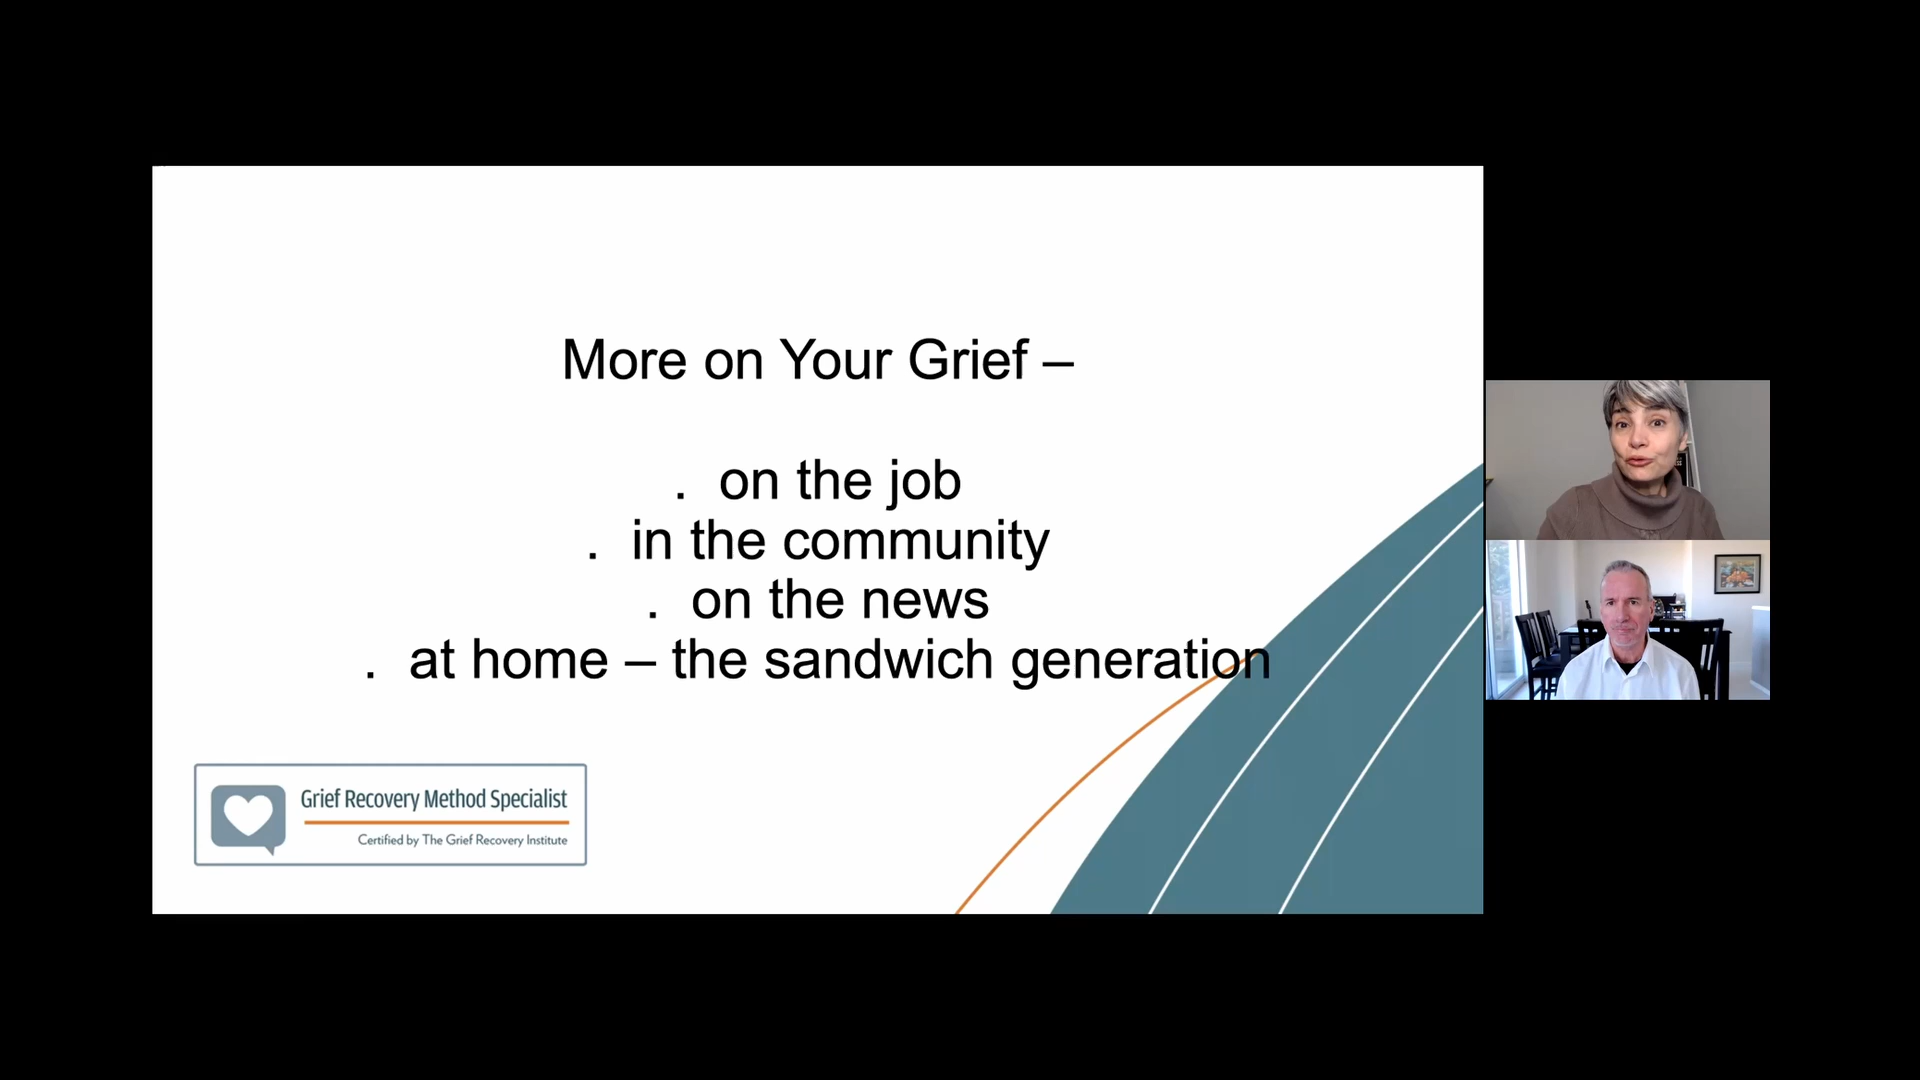 More on Your Grief –
. on the job
. in the community
. on the news
. at home – the sandwich generation
Grief Recovery Method Specialist
Certified by The Grief Recovery Institute